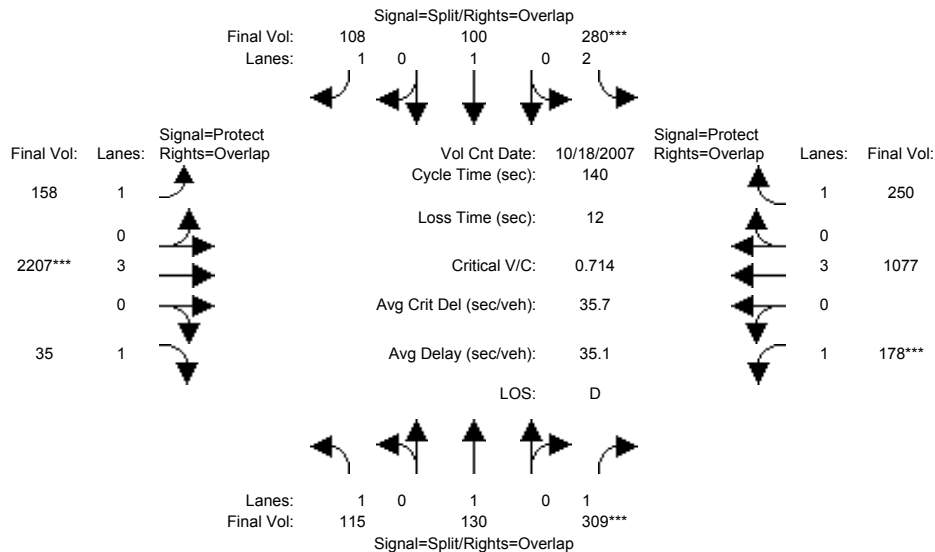 Signal=Split/Rights=Overlap
Final Vol: 108 100 280***
Lanes: 1 0 1 0 2
Signal=Protect
Final Vol: Lanes: Rights=Overlap
Vol Cnt Date: 10/18/2007
Signal=Protect
Rights=Overlap Lanes: Final Vol:
Cycle Time (sec): 140
158 1
1 250
Loss Time (sec): 12
0
0
2207*** 3
Critical V/C: 0.714
3 1077
0
Avg Crit Del (sec/veh): 35.7
0
35 1
Avg Delay (sec/veh): 35.1
1 178***
LOS: D
Lanes: 1 0 1 0 1
Final Vol: 115 130 309***
Signal=Split/Rights=Overlap